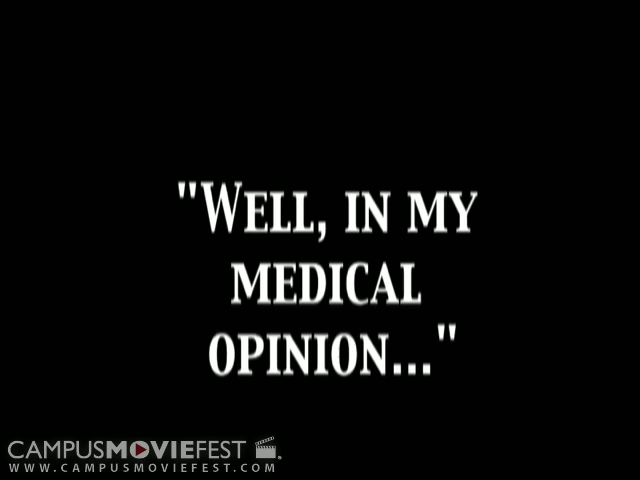 "WELL, IN MY
MEDICAL
OPINION..."
CAMPUSMOVIEFEST
WWW.CAMPUSMOVIEFEST.COM